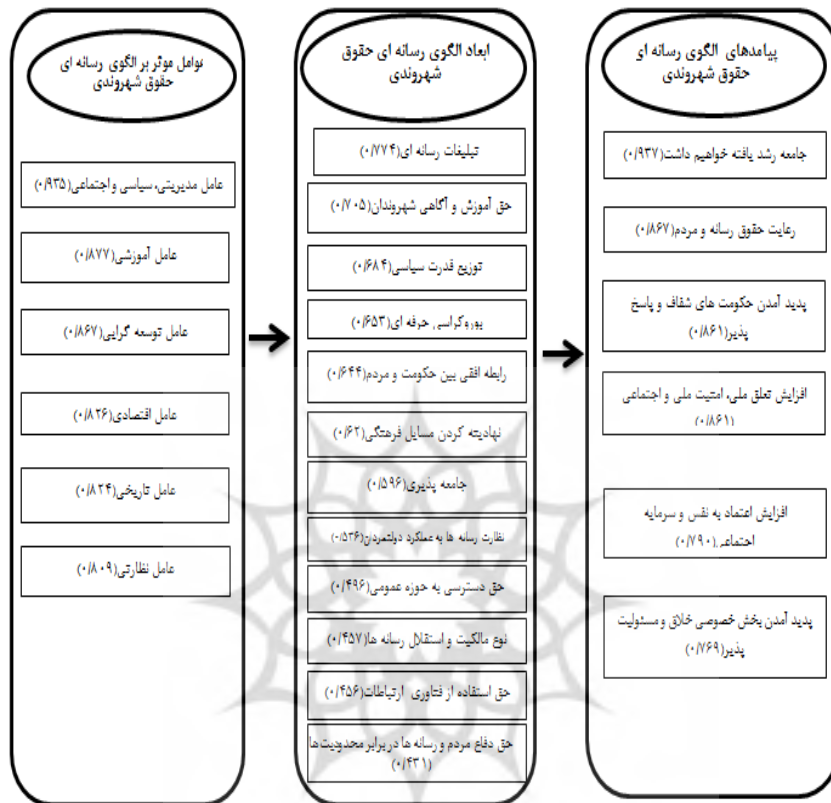 عوامل موثر بر الگوی رسانه ای
حقوق شهروندی
عامل مدیریتی، سیاسی و اجتماعی(۰/۹۳۵)
عامل آموزشی(۰/۸۷۷)
عامل توسعه گرایی(۰/۸۶۷)
عامل اقتصادی(۰/۸۲۶)
عامل تاریخی(۰/۸۲۴)
عامل نظارتی(۰/۸۰۹)
ابعاد الگوی رسانه ای حقوق
شهروندی
تبلیغات رسانه ای(۰/۷۷۴)
حق آموزش و آگاهی شهروندان(۰/۷۰۵)
توزیع قدرت سیاسی(۰/۶۸۴)
بوروکراسی حرفه ای(۰/۶۵۳)
رابطه افقی بین حکومت و مردم(۰/۶۴۴)
نهادینه کردن مسایل فرهنگی(۰/۶۲)
جامعه پذیری(۰/۵۹۶)
نظارت رسانه ها به عملکرد دولتمردان(۰/۵۳۶)
حق دسترسی به حوزه عمومی(۰/۴۹۶)
نوع مالکیت و استقلال رسانه ها(۰/۴۵۷)
حق استفاده از فناوری ارتباطات(۰/۴۵۶)
حق دفاع مردم و رسانه ها در برابر محدودیت ها
(۰/۴۳۱)
پیامدهای الگوی رسانه ای
حقوق شهروندی
جامعه رشد یافته خواهیم داشت(۰/۹۳۷)
رعایت حقوق رسانه و مردم(۰/۸۶۷)
پدید آمدن حکومت های شفاف و پاسخ
پذیر(۰/۸۶۱)
افزایش تعلق ملی، امنیت ملی و اجتماعی
(۰/۸۶۱)
افزایش اعتماد به نفس و سرمایه
اجتماعی(۰/۷۹۰)
پدید آمدن بخش خصوصی خلاق و مسئولیت
پذیر(۰/۷۶۹)